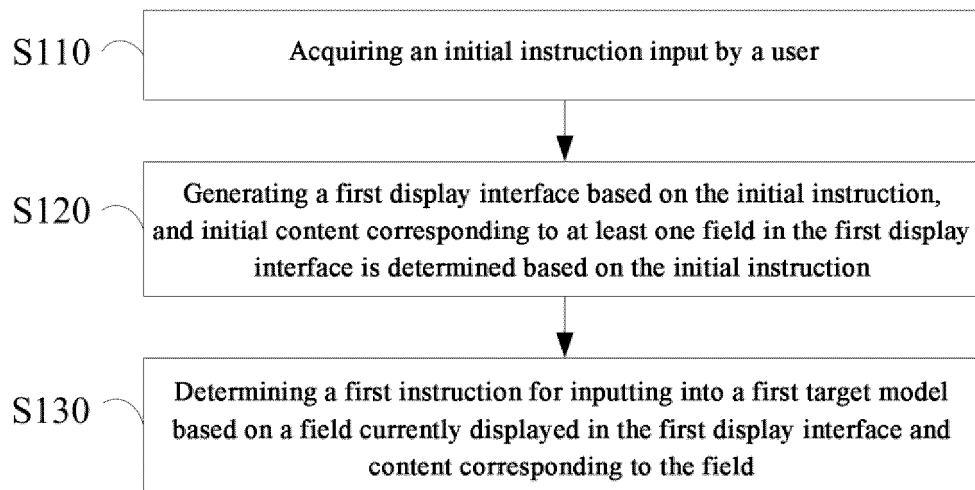 S110
Acquiring an initial instruction input by a user
S120
Generating a first display interface based on the initial instruction,
and initial content corresponding to at least one field in the first display
interface is determined based on the initial instruction
S130
Determining a first instruction for inputting into a first target model
based on a field currently displayed in the first display interface and
content corresponding to the field